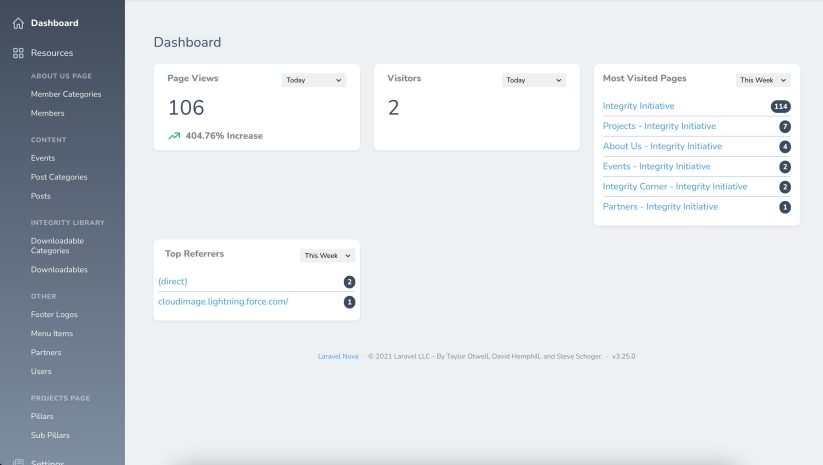 Dashboard
Resources
ABOUT US PAGE
Member Categories
Members
CONTENT
Events
Post Categories
Posts
INTEGRITY LIBRARY
Downloadable
Categories
Downloadables
OTHER
Footer Logos
Menu Items
Partners
Users
PROJECTS PAGE
Pillars
Sub Pillars
Settings
Dashboard
Page Views
Today
106
404.76% Increase
Visitors
Today
2
Most Visited Pages
This Week
Integrity Initiative 114
Projects - Integrity Initiative 7
About Us - Integrity Initiative 4
Events - Integrity Initiative 2
Integrity Corner - Integrity Initiative 2
Partners - Integrity Initiative 1
Top Referrers
This Week
(direct) 2
cloudimage.lightning.force.com/ 1
Laravel Nova · © 2021 Laravel LLC - By Taylor Otwell, David Hemphill, and Steve Schoger. · v3.25.0